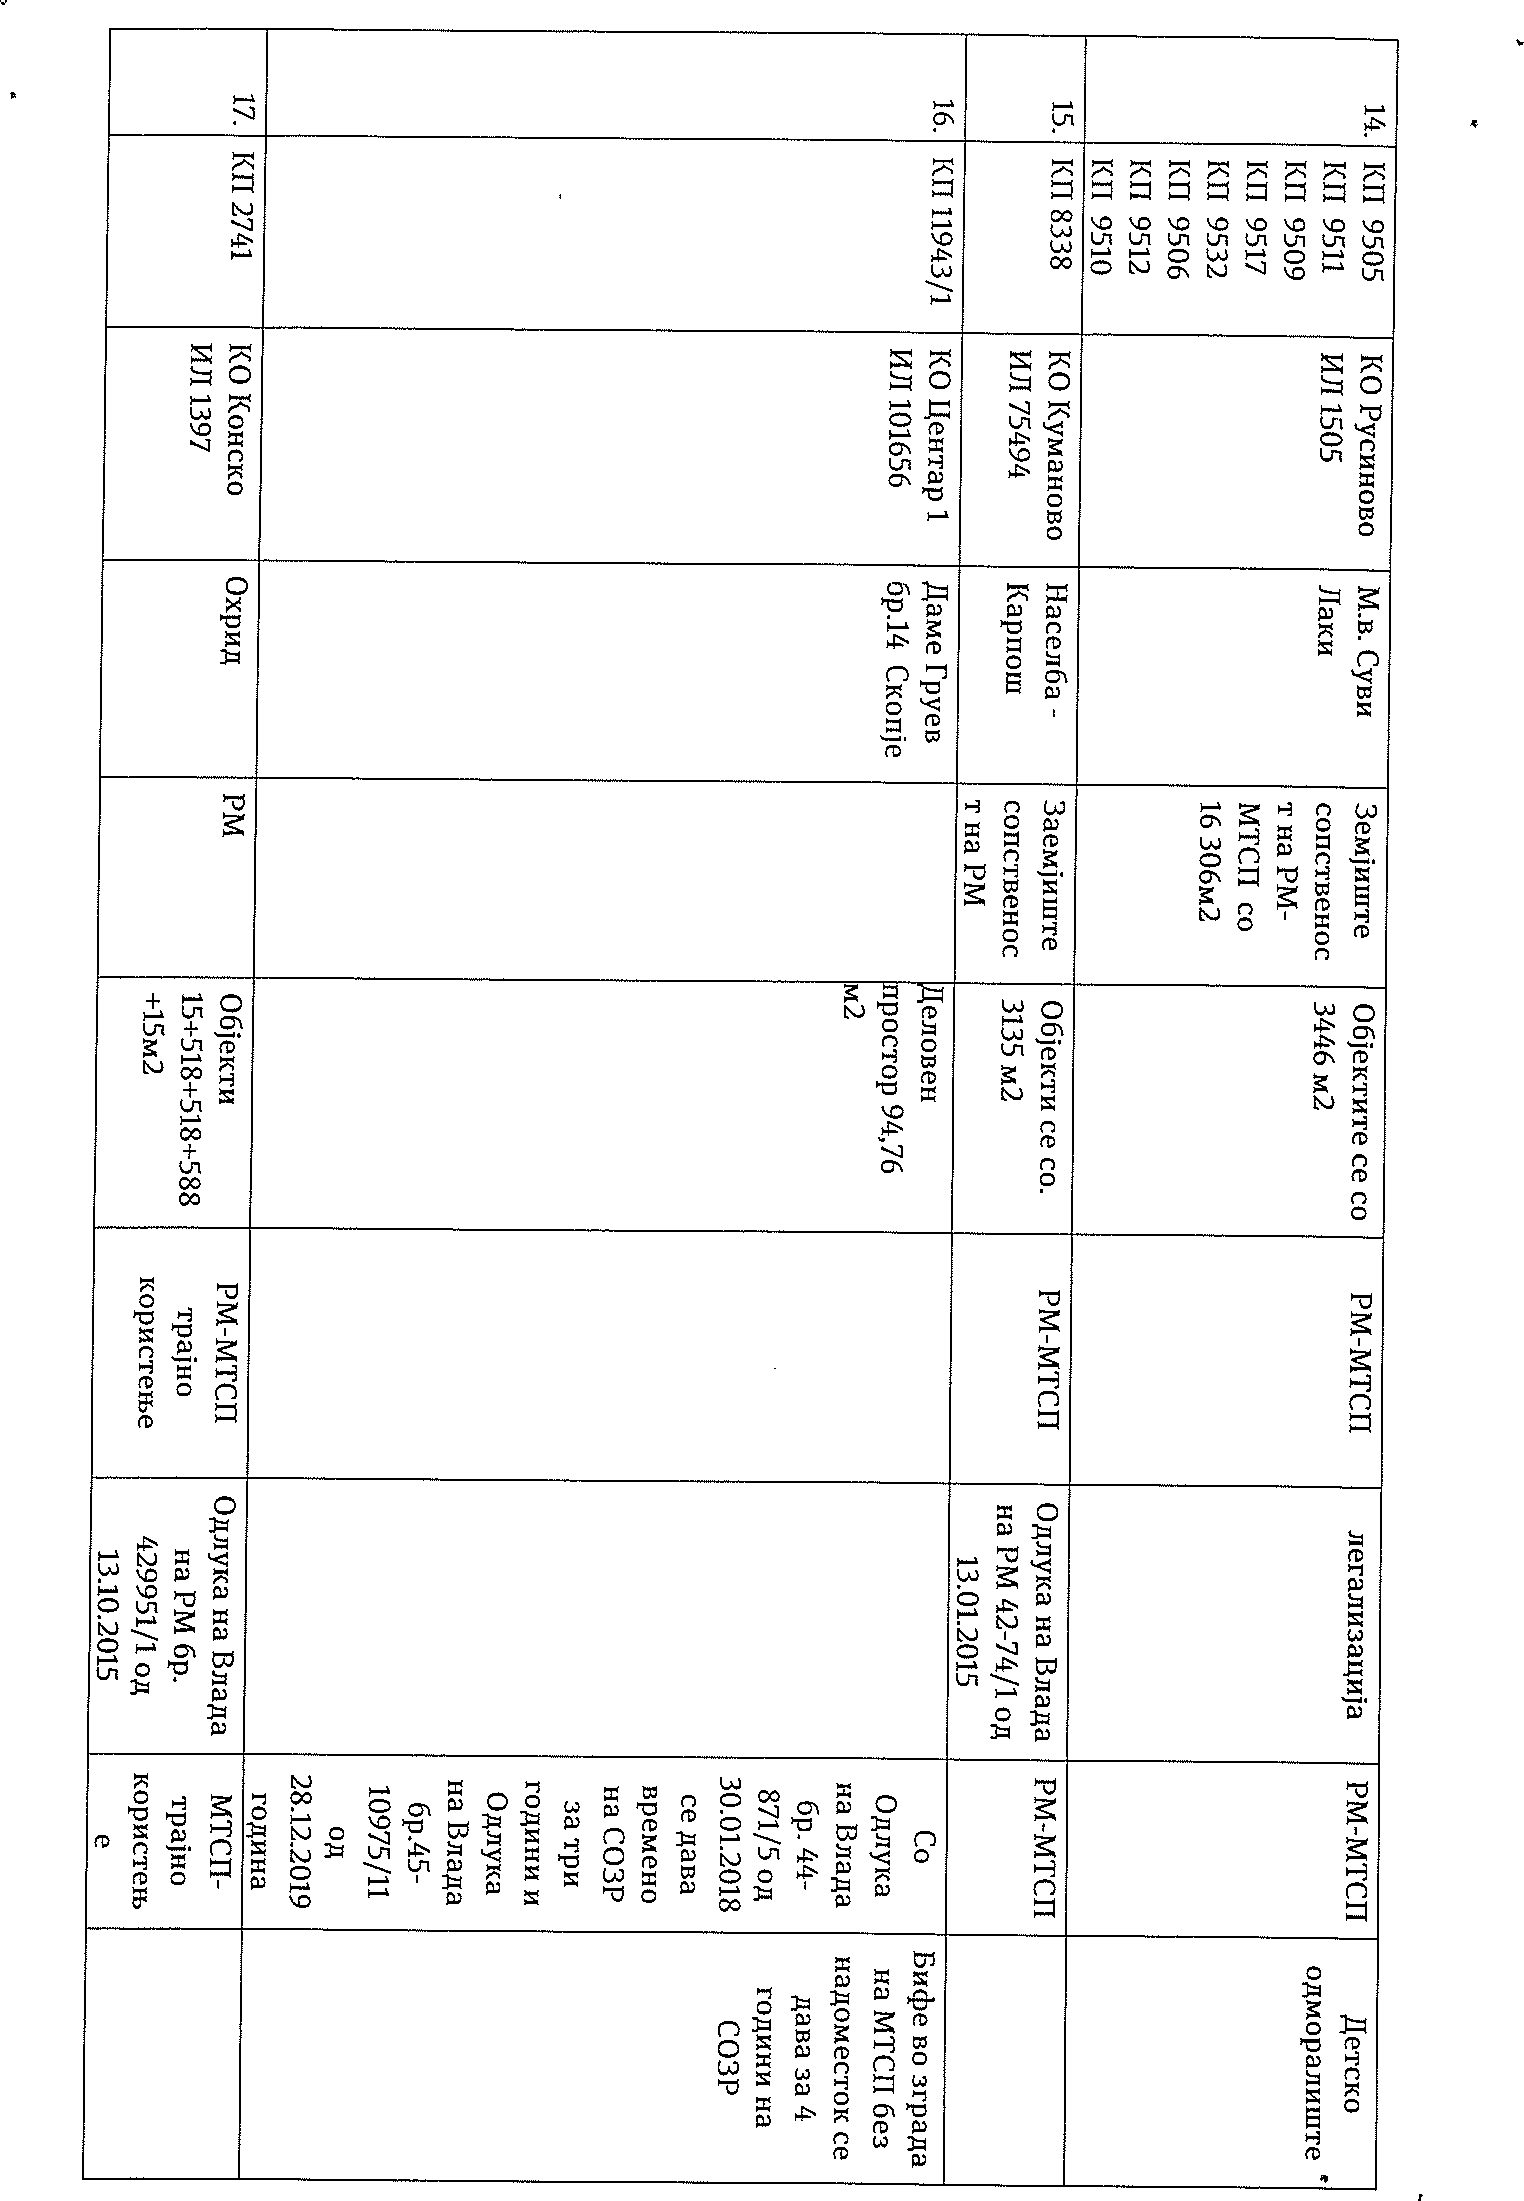 14.
КП 9505
КП 9511
КП 9509
КП 9517
КП 9532
КП 9506
КП 9512
КП 9510
КО Русиново
ИЛ 1505
М.в. Суви
Лаки
Земјиште
сопственос
т на РМ-
МТСП со
16 306м2
Објектите се со
3446 м2
РМ-МТСП
легализација
РМ-МТСП
Детско
одморалиште
15.
КП 8338
КО Куманово
ИЛ 75494
Населба -
Карпош
Заемјиште
сопственос
т на РМ
Објекти се со.
3135 м2
РМ-МТСП
Одлука на Влада
на РМ 42-74/1 од
13.01.2015
РМ-МТСП
16.
КП 11943/1
КО Центар 1
ИЛ 101656
Даме Груев
бр.14 Скопје
Деловен
простор 94,76
м2
Со
Одлука
на Влада
бр. 44-
871/5 од
30.01.2018
се дава
времено
на СОЗР
за три
години и
Одлука
на Влада
бр.45-
10975/11
од
28.12.2019
година
Бифе во зграда
на МТСП без
надоместок се
дава за 4
години на
СОЗР
17.
КП 2741
КО Конско
ИЛ 1397
Охрид
РМ
Објекти
15+518+518+588
+15м2
РМ-МТСП
трајно
користење
Одлука на Влада
на РМ бр.
429951/1 од
13.10.2015
МТСП-
трајно
користењ
е